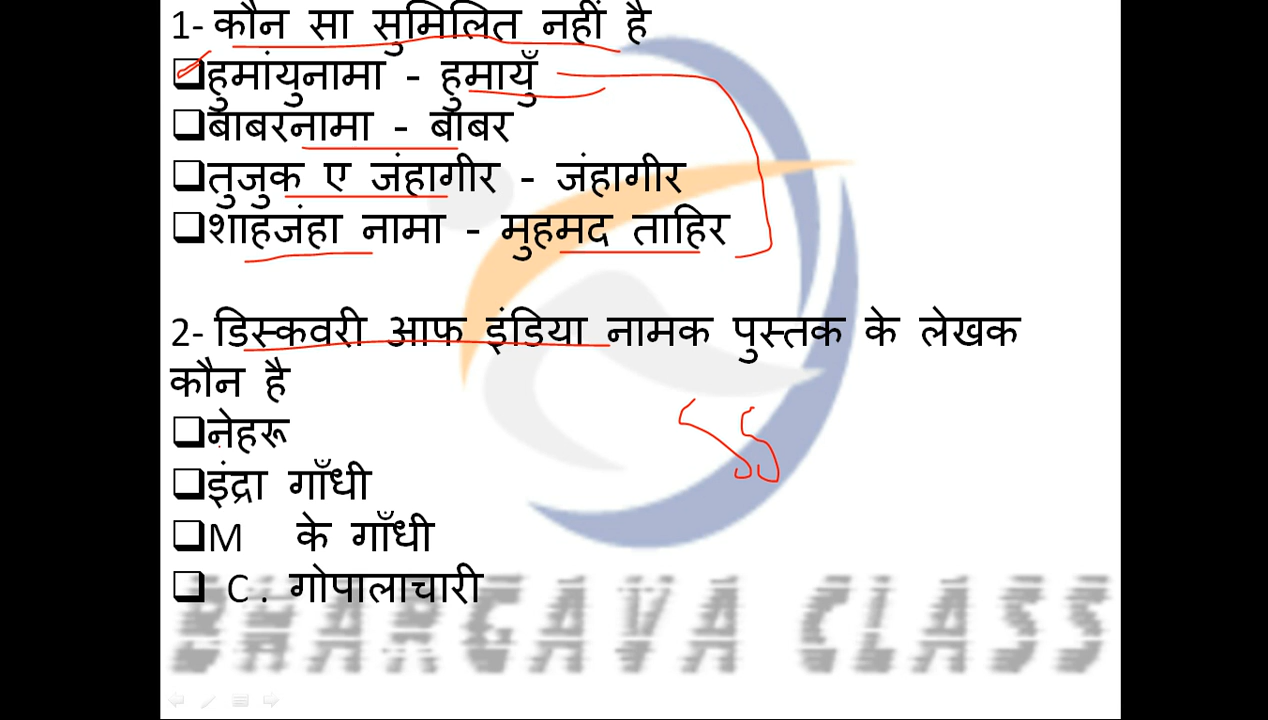 1- कौन सा सुमिलित नहीं है
हुमांयुनामा - हुमायुँ
बाबरनामा - बाबर
तुजुक ए जंहागीर - जंहागीर
शाहजंहा नामा - मुहमद ताहिर
2- डिस्कवरी आफ इंडिया नामक पुस्तक के लेखक
कौन है
नेहरू
इंद्रा गाँधी
M के गाँधी
C . गोपालाचारी
BHARGAVA CLASS